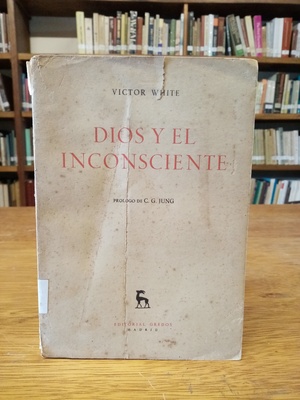 VICTOR WHITE
DIOS Y EL
INCONSCIENTE
PRÓLOGO DE C. G. JUNG
EDITORIAL GREDOS
MADRID